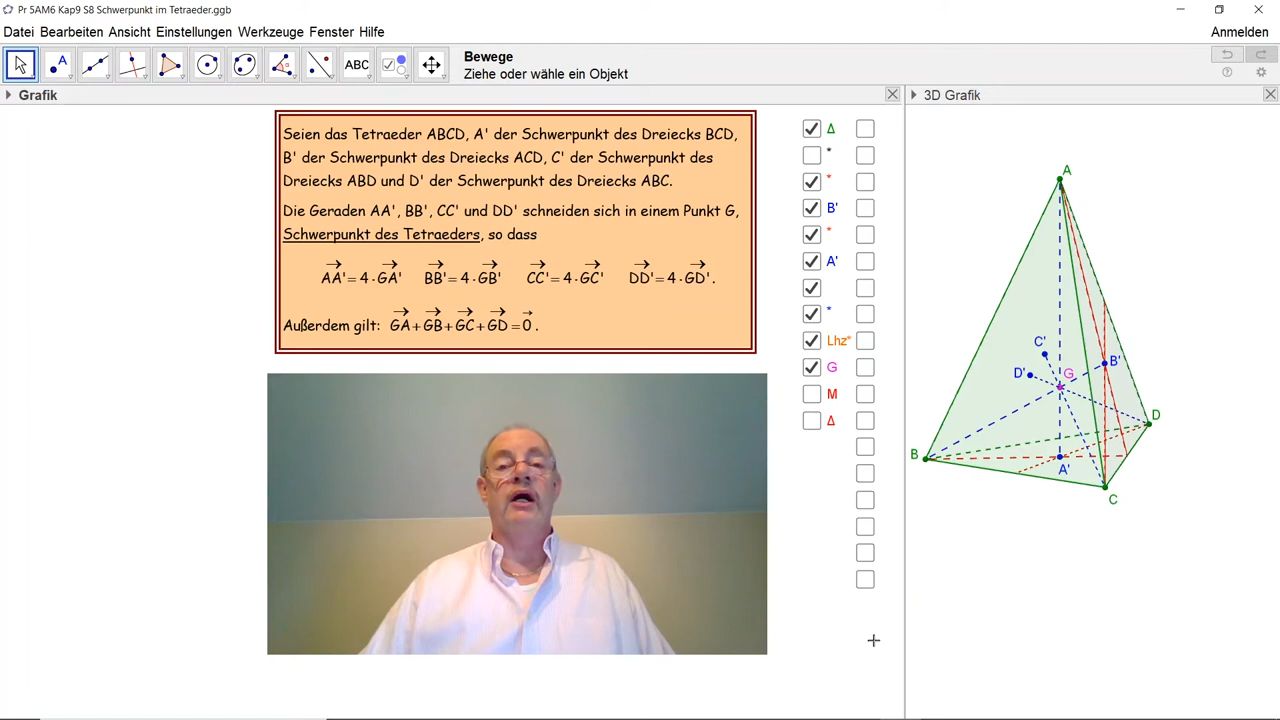 Pr 5AM6 Kap9 S8 Schwerpunkt im Tetraeder.ggb
Datei Bearbeiten Ansicht Einstellungen Werkzeuge Fenster Hilfe
Anmelden
A
ABC
Bewege
Ziehe oder wähle ein Objekt
Grafik
3D Grafik
Seien das Tetraeder ABCD, A' der Schwerpunkt des Dreiecks BCD,
B' der Schwerpunkt des Dreiecks ACD, C' der Schwerpunkt des
Dreiecks ABD und D' der Schwerpunkt des Dreiecks ABC.
Die Geraden AA', BB', CC' und DD' schneiden sich in einem Punkt G,
Schwerpunkt des Tetraeders, so dass
AA'= 4 · GA' BB'= 4 · GB' CC'= 4 · GC' DD'= 4 · GD'.
Außerdem gilt: GA + GB + GC + GD = 0 .
Δ
*
*
B'
*
A'
*
Lhz*
G
M
Δ
A
C'
B'
D'
G
D
B
A'
C